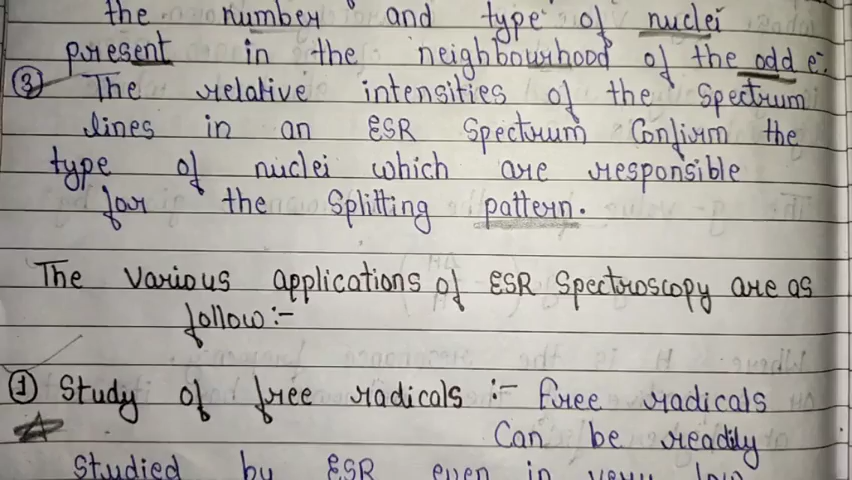 the number and type of nuclei
present in the neighbourhood of the odd e-.
③ The relative intensities of the Spectrum
lines in an ESR Spectrum Confirm the
type of nuclei which are responsible
for the Splitting pattern.
The Various applications of ESR Spectroscopy are as
follow:-
① Study of free radicals :- Free radicals
Can be readily
Studied by ESR even in very low